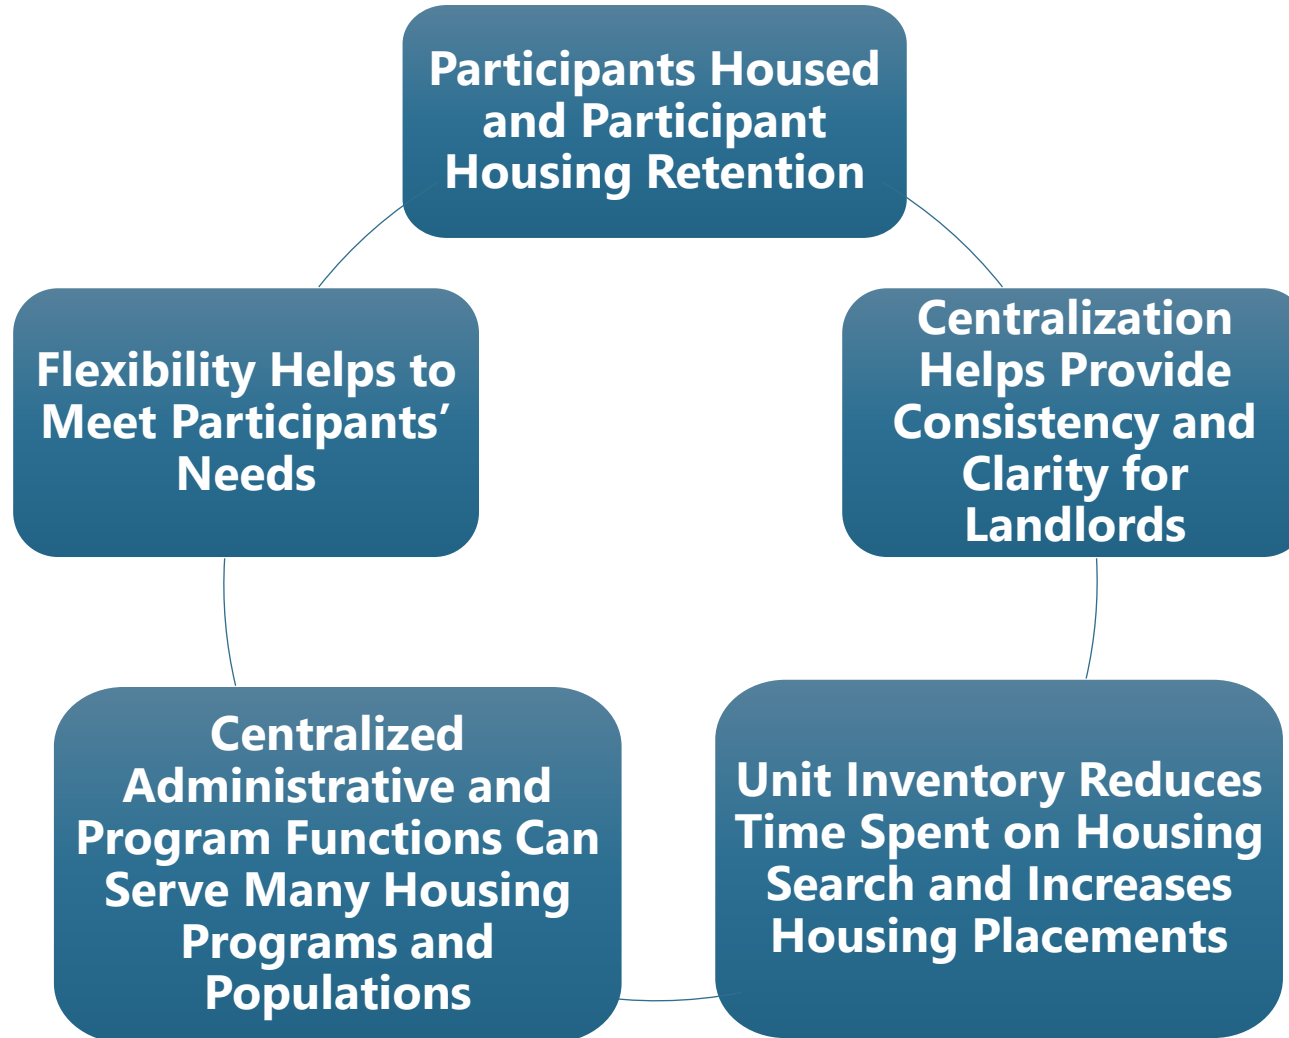 Participants Housed
and Participant
Housing Retention
Centralization
Helps Provide
Consistency and
Clarity for
Landlords
Unit Inventory Reduces
Time Spent on Housing
Search and Increases
Housing Placements
Centralized
Administrative and
Program Functions Can
Serve Many Housing
Programs and
Populations
Flexibility Helps to
Meet Participants’
Needs